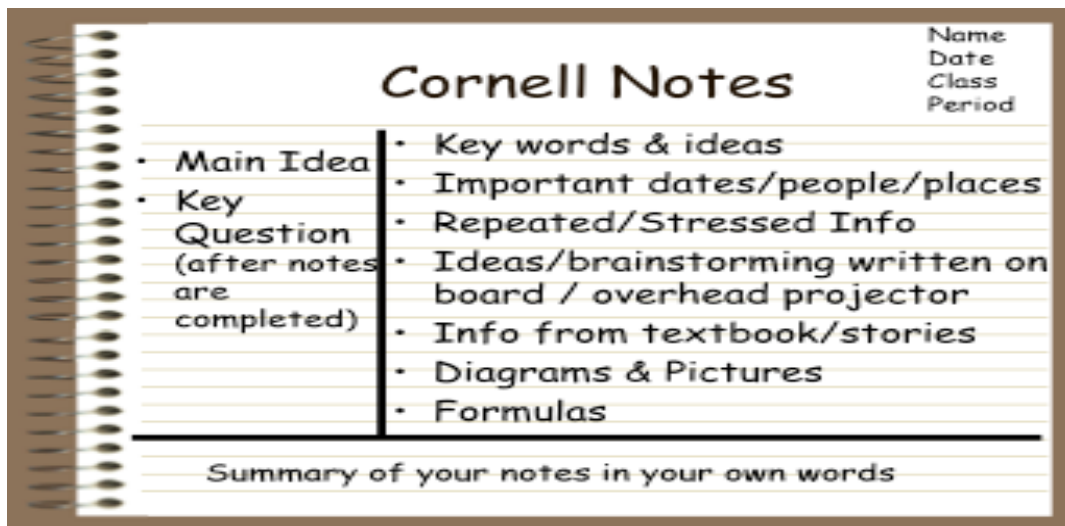 Name
Date
Class
Period
Cornell Notes
• Main Idea
• Key
Question
(after notes
are
completed)
• Key words & ideas
• Important dates/people/places
• Repeated/Stressed Info
• Ideas/brainstorming written on
board / overhead projector
• Info from textbook/stories
• Diagrams & Pictures
• Formulas
Summary of your notes in your own words